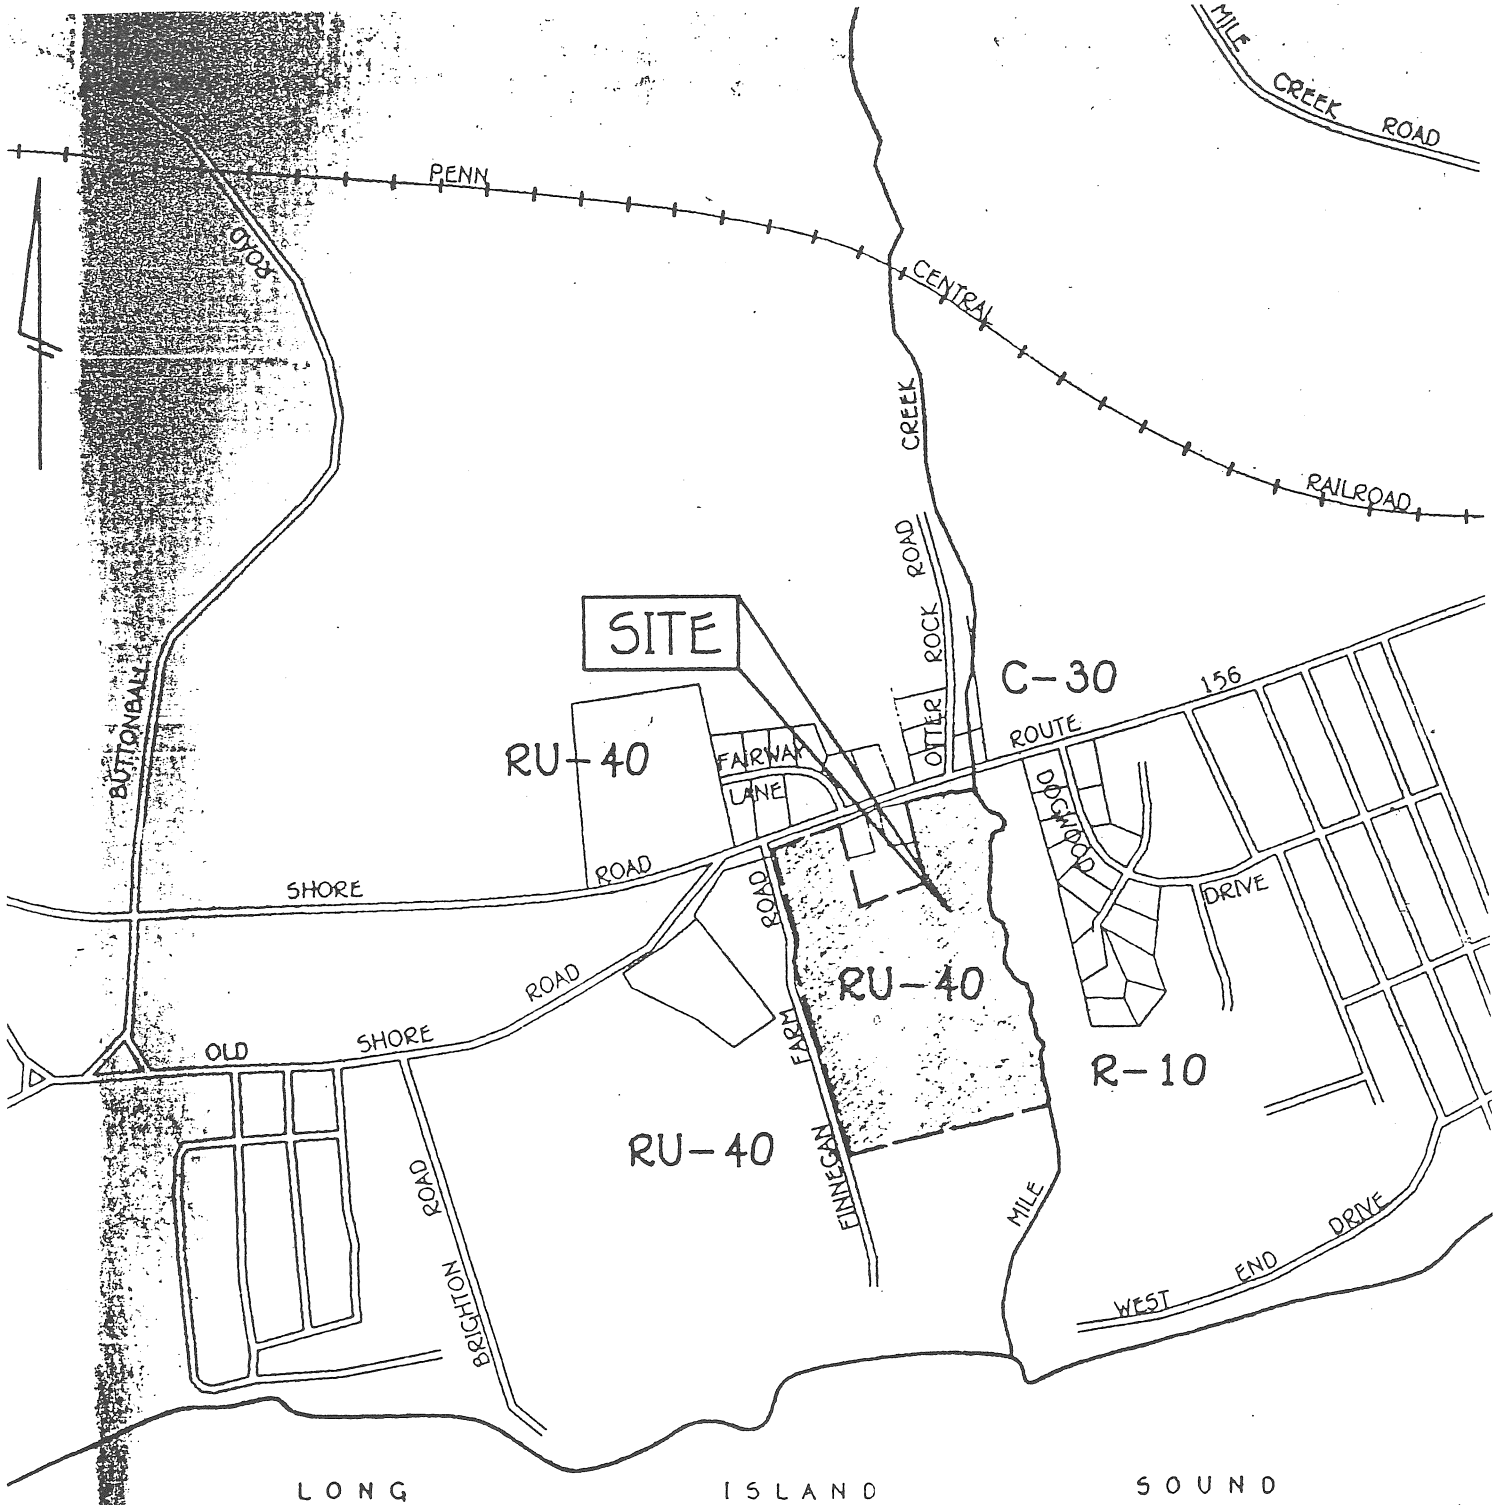 MILE
CREEK
ROAD
PENN
CENTRAL
RAILROAD
ROAD
BUTTONBALL
CREEK
OTTER ROCK ROAD
SITE
C-30
ROUTE 156
RU-40
FAIRWAY
LANE
DOGWOOD
DRIVE
SHORE ROAD
ROAD
FARM
FINNEGAN
RU-40
OLD SHORE ROAD
R-10
RU-40
BRIGHTON ROAD
MILE
WEST END DRIVE
LONG ISLAND SOUND